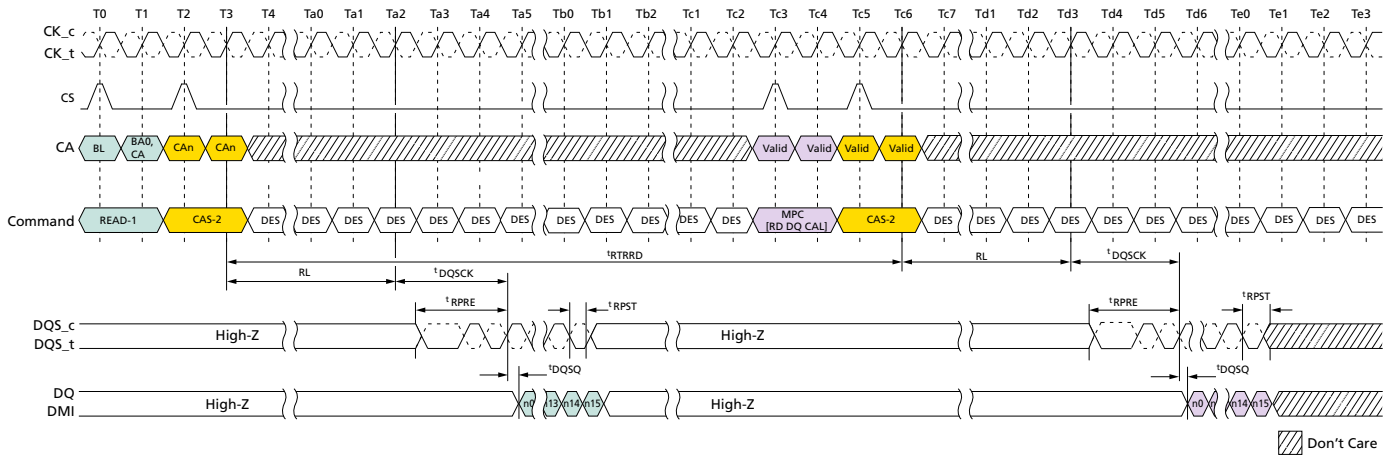 T0 T1 T2 T3 T4 Ta0 Ta1 Ta2 Ta3 Ta4 Ta5 Tb0 Tb1 Tb2 Tc1 Tc2 Tc3 Tc4 Tc5 Tc6 Tc7 Td1 Td2 Td3 Td4 Td5 Td6 Te0 Te1 Te2 Te3
CK_c
CK_t
CS
CA BL BA0, CA CAn CAn Valid Valid Valid Valid
Command READ-1 CAS-2 DES DES DES DES DES DES DES DES DES DES DES DES MPC [RD DQ CAL] CAS-2 DES DES DES DES DES DES DES DES DES DES DES
tRTRRD
RL tDQSCK RL tDQSCK
tRPRE tRPST tRPRE tRPST
DQS_c
DQS_t
High-Z High-Z
tDQSQ tDQSQ
DQ
DMI
High-Z n0 n13 n14 n15 High-Z n0 n14 n15
Don't Care